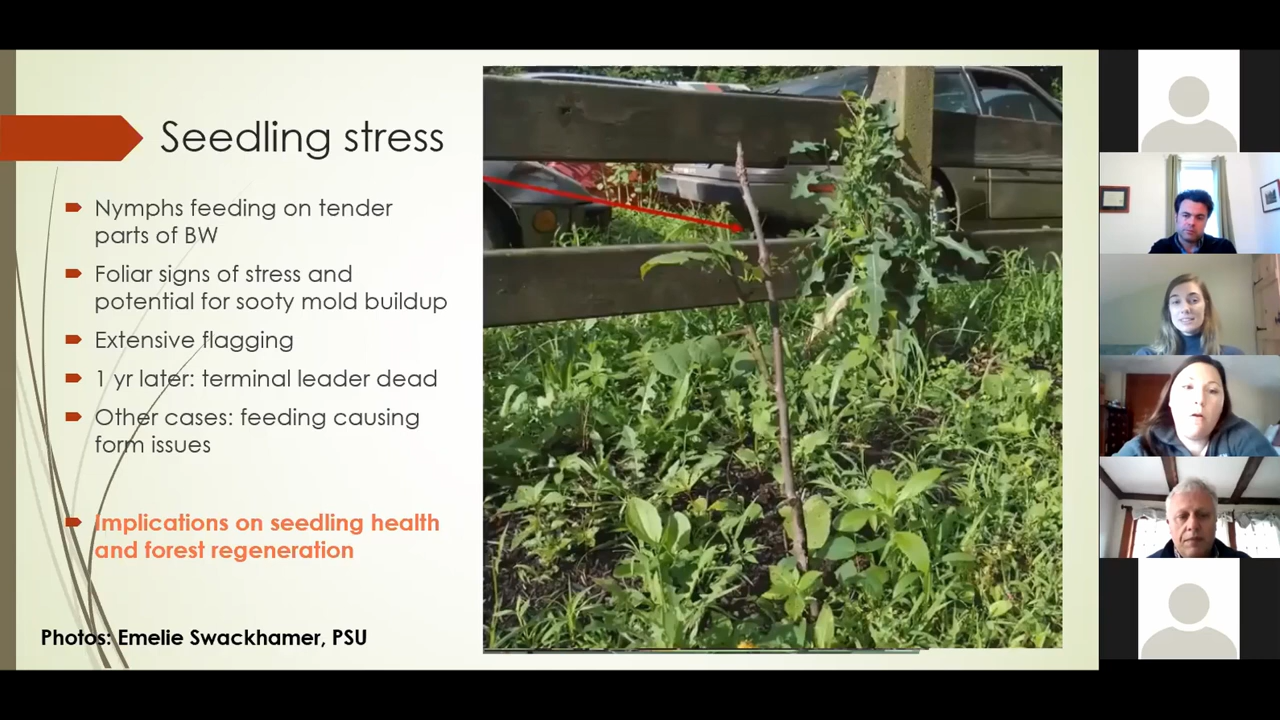 Seedling stress
Nymphs feeding on tender
parts of BW
Foliar signs of stress and
potential for sooty mold buildup
Extensive flagging
1 yr later: terminal leader dead
Other cases: feeding causing
form issues
Implications on seedling health
and forest regeneration
Photos: Emelie Swackhamer, PSU